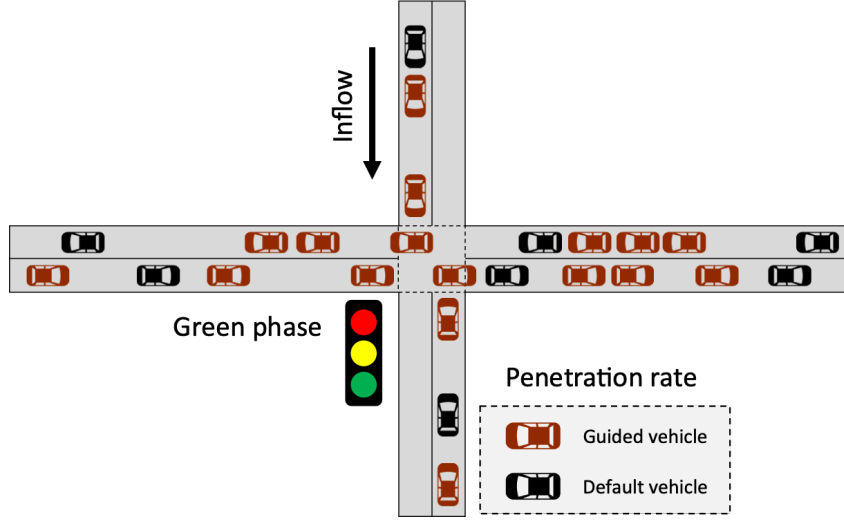 Inflow
Green phase
Penetration rate
Guided vehicle
Default vehicle